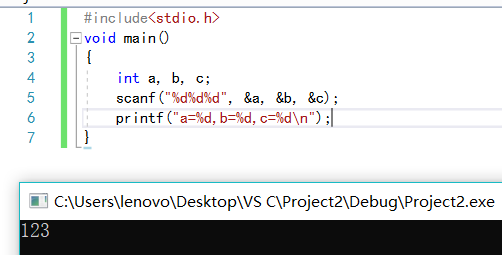 1 #include<stdio.h>
2 void main()
3 {
4 int a, b, c;
5 scanf("%d%d%d", &a, &b, &c);
6 printf("a=%d,b=%d,c=%d\n");
7 }
C:\Users\lenovo\Desktop\VS C\Project2\Debug\Project2.exe
123